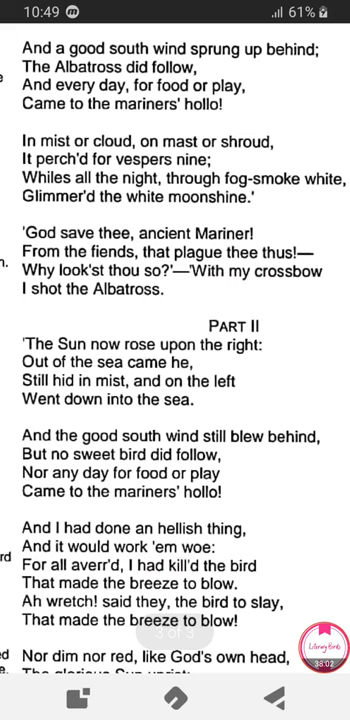 10:49 m 61%
And a good south wind sprung up behind;
The Albatross did follow,
And every day, for food or play,
Came to the mariners' hollo!
In mist or cloud, on mast or shroud,
It perch'd for vespers nine;
Whiles all the night, through fog-smoke white,
Glimmer'd the white moonshine.'
'God save thee, ancient Mariner!
From the fiends, that plague thee thus!—
Why look'st thou so?'—'With my crossbow
I shot the Albatross.
PART II
'The Sun now rose upon the right:
Out of the sea came he,
Still hid in mist, and on the left
Went down into the sea.
And the good south wind still blew behind,
But no sweet bird did follow,
Nor any day for food or play
Came to the mariners' hollo!
And I had done an hellish thing,
And it would work 'em woe:
For all averr'd, I had kill'd the bird
That made the breeze to blow.
Ah wretch! said they, the bird to slay,
That made the breeze to blow!
3 of 3
Literary Birds
38:02
Nor dim nor red, like God's own head,
The glorious Sun uprist: